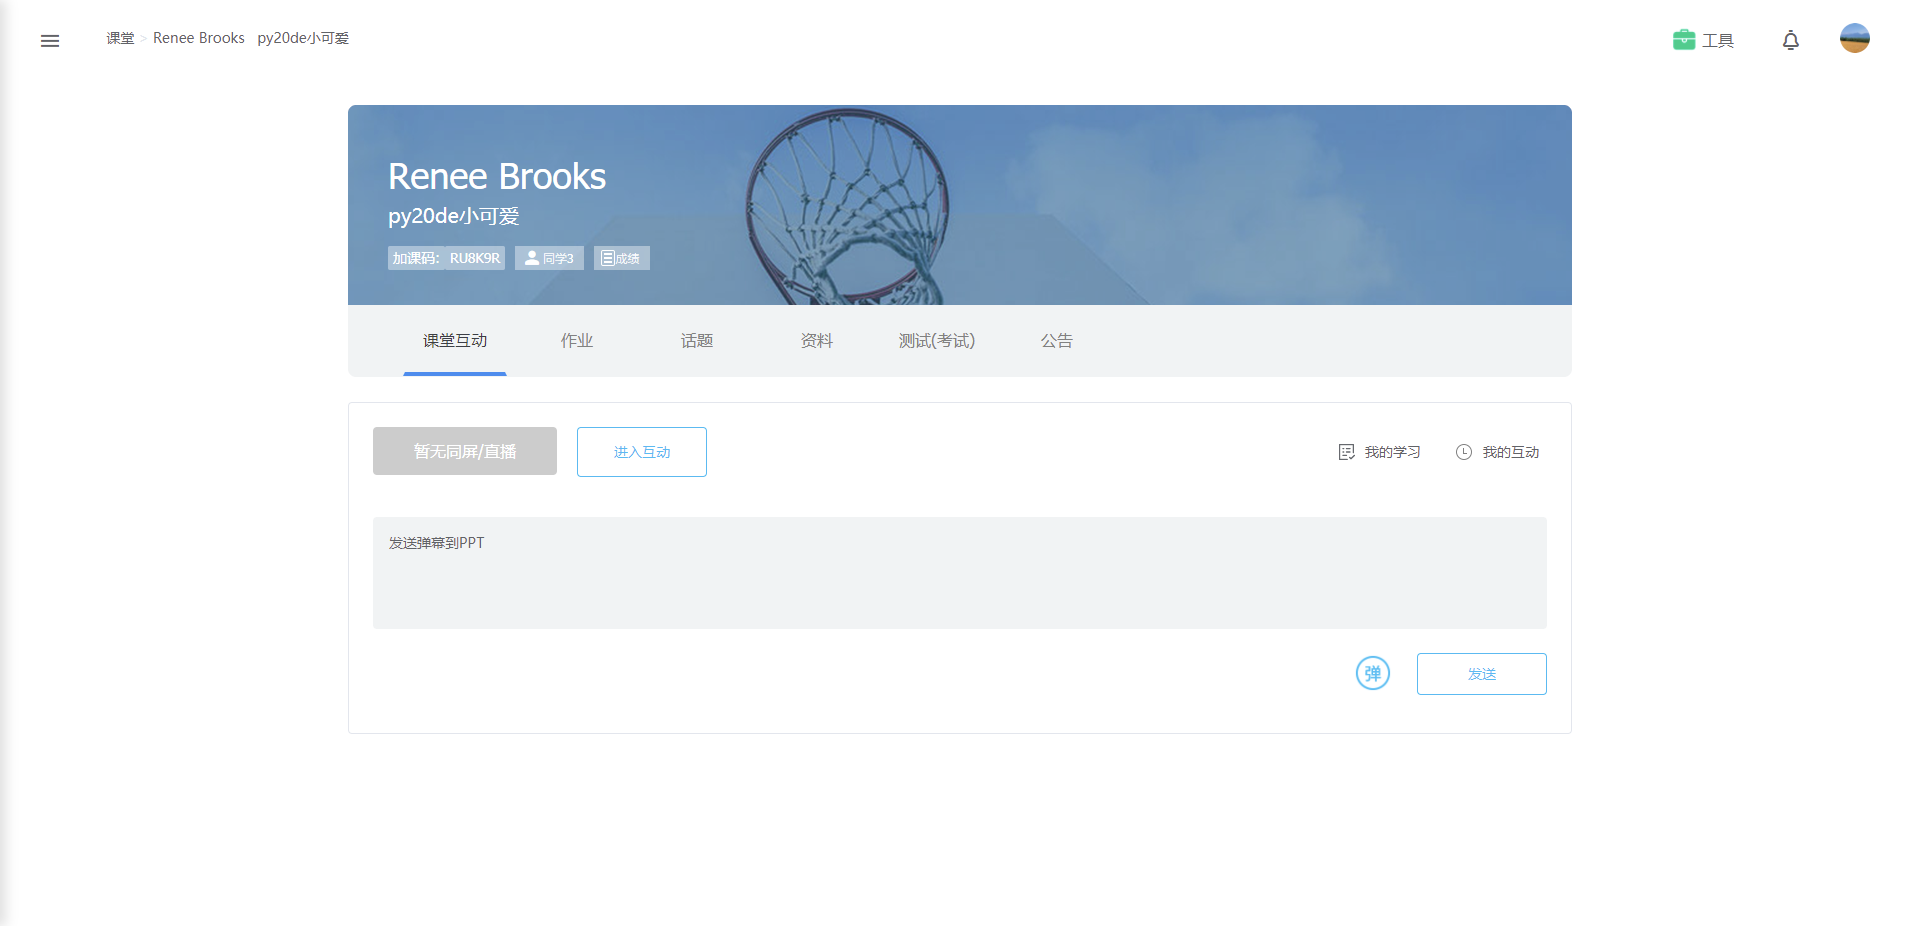 课堂 > Renee Brooks py20de小可爱
工具
Renee Brooks
py20de小可爱
加课码： RU8K9R 同学3 成绩
课堂互动 作业 话题 资料 测试(考试) 公告
暂无同屏/直播 进入互动 我的学习 我的互动
发送弹幕到PPT
弹 发送